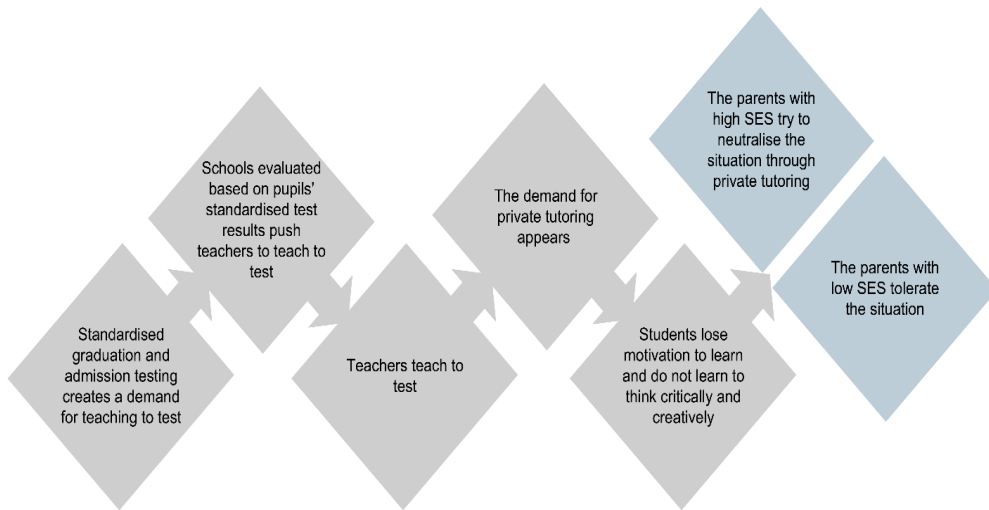 Standardised
graduation and
admission testing
creates a demand
for teaching to test
Schools evaluated
based on pupils'
standardised test
results push
teachers to teach to
test
Teachers teach to
test
The demand for
private tutoring
appears
Students lose
motivation to learn
and do not learn to
think critically and
creatively
The parents with
high SES try to
neutralise the
situation through
private tutoring
The parents with
low SES tolerate
the situation